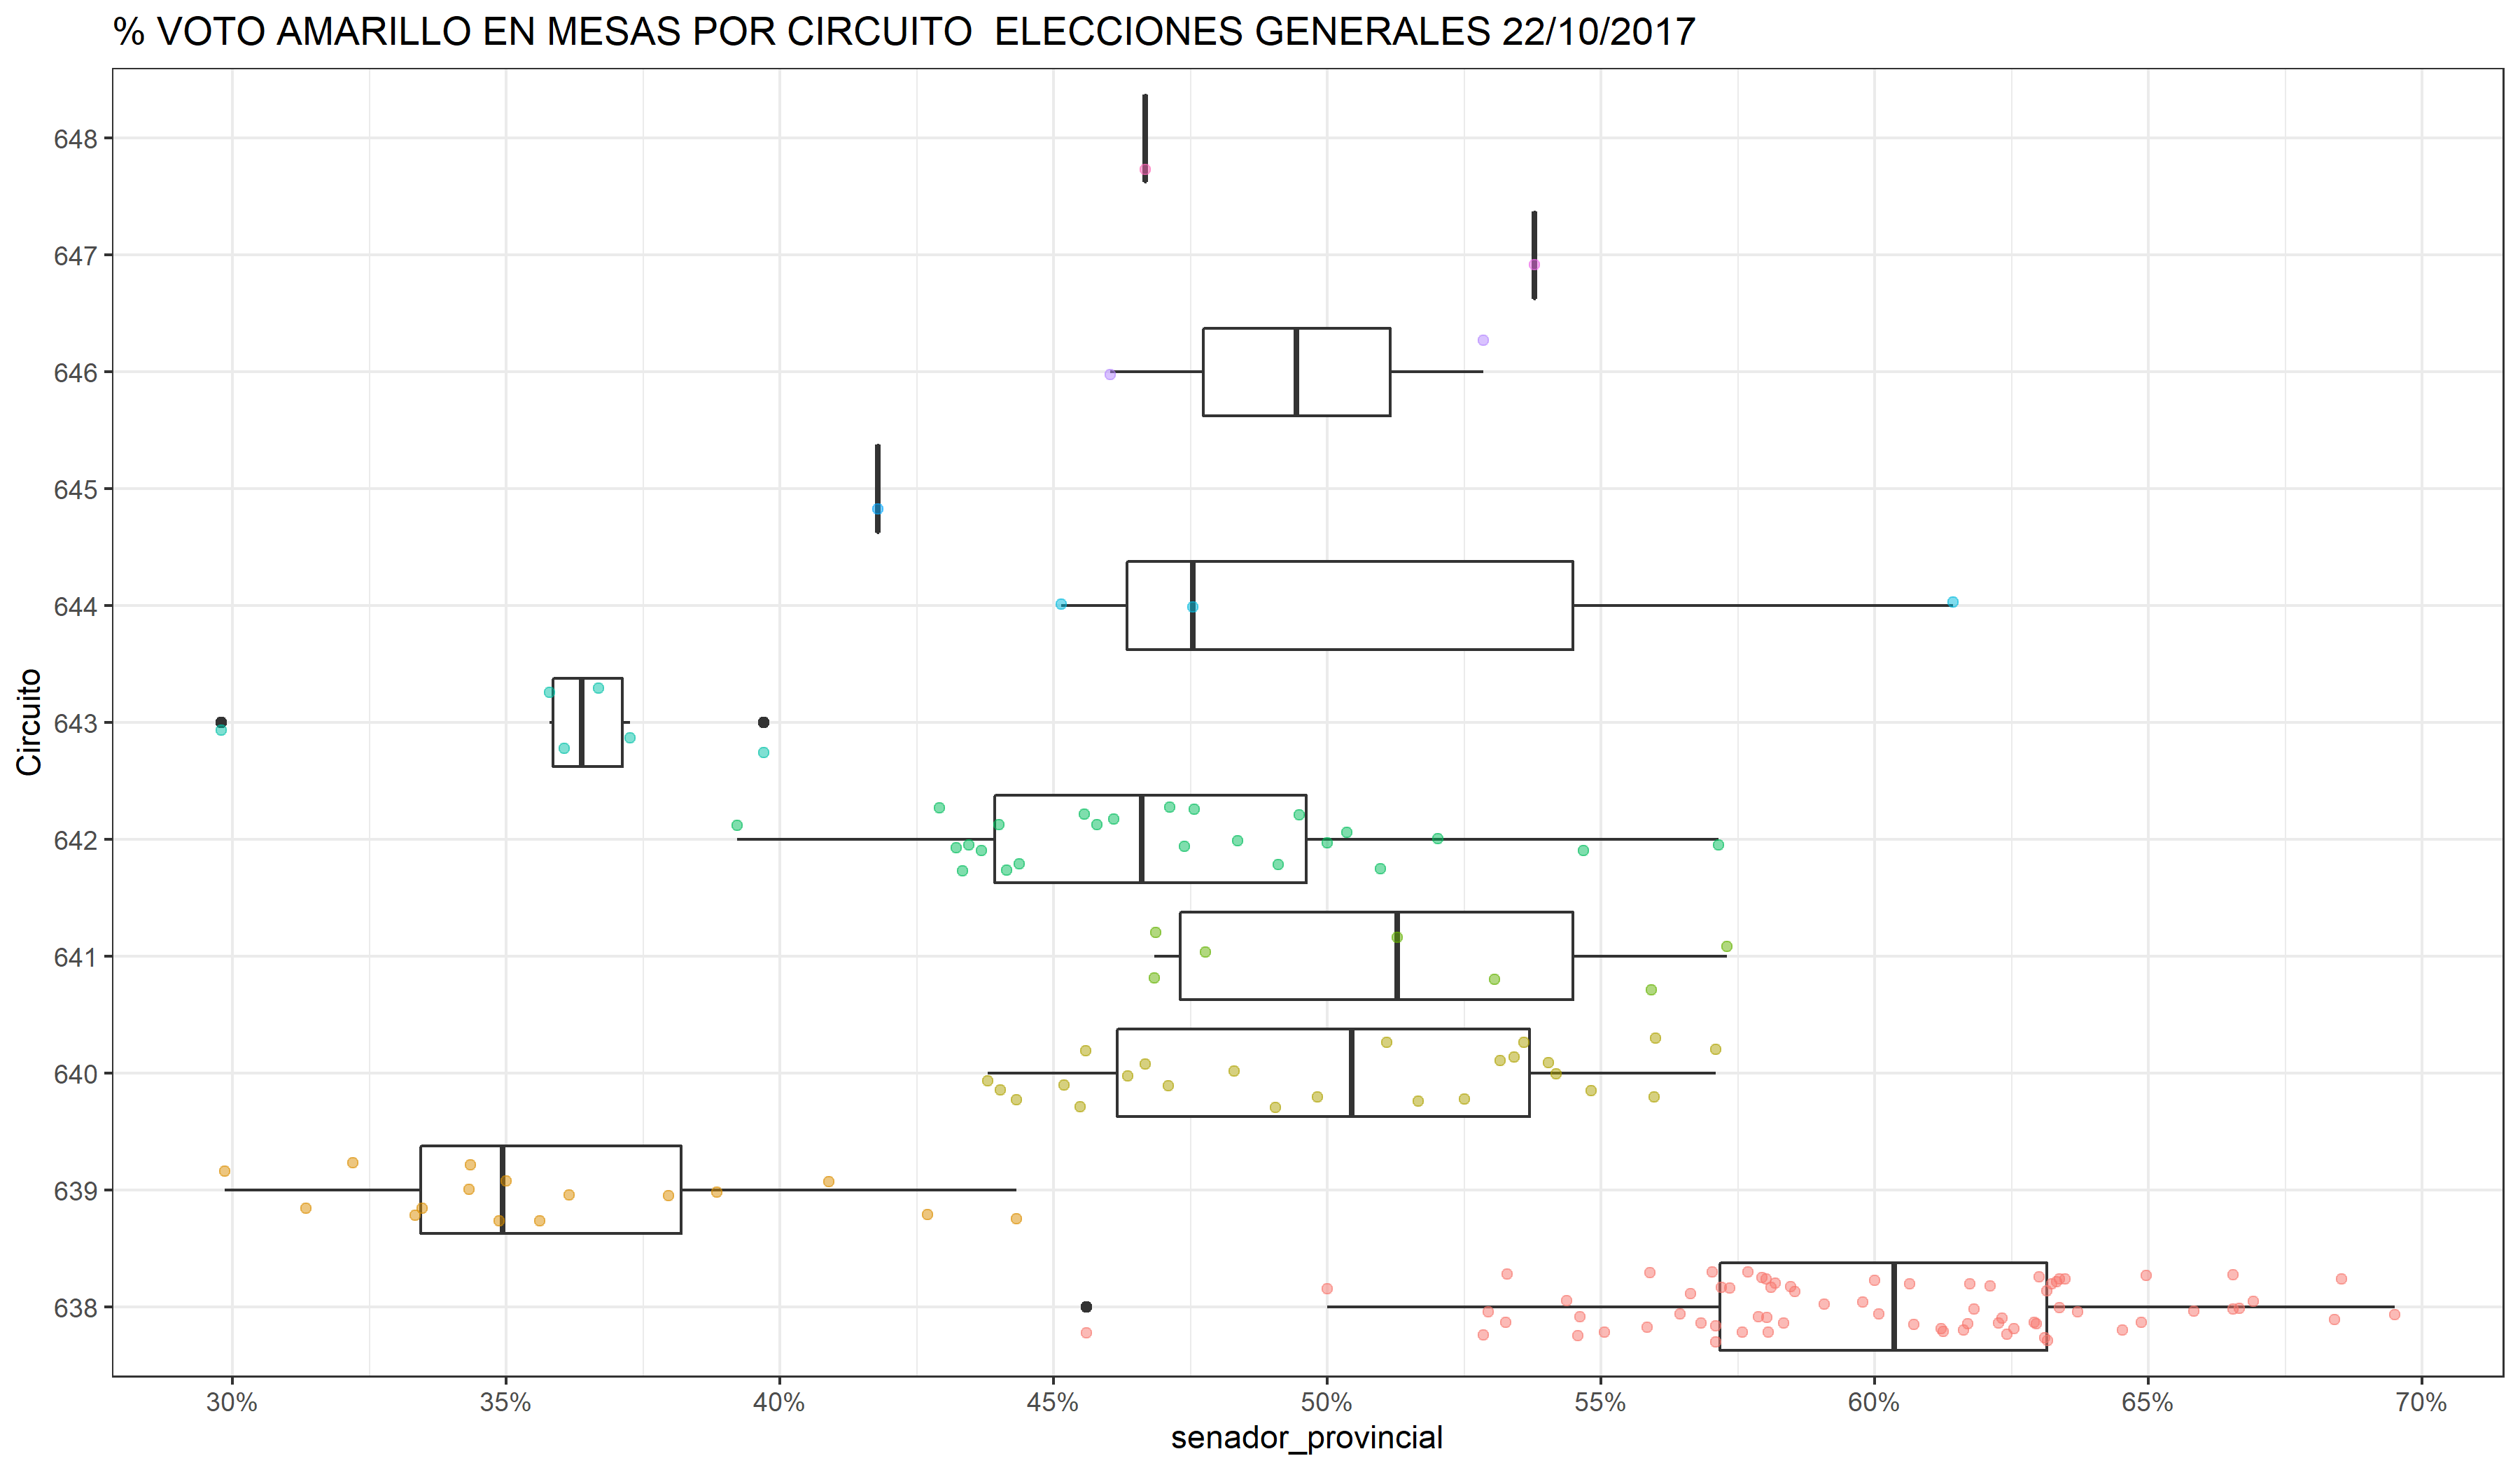 % VOTO AMARILLO EN MESAS POR CIRCUITO  ELECCIONES GENERALES 22/10/2017
648
647
646
645
644
643
642
641
640
639
638
Circuito
30% 35% 40% 45% 50% 55% 60% 65% 70%
senador_provincial